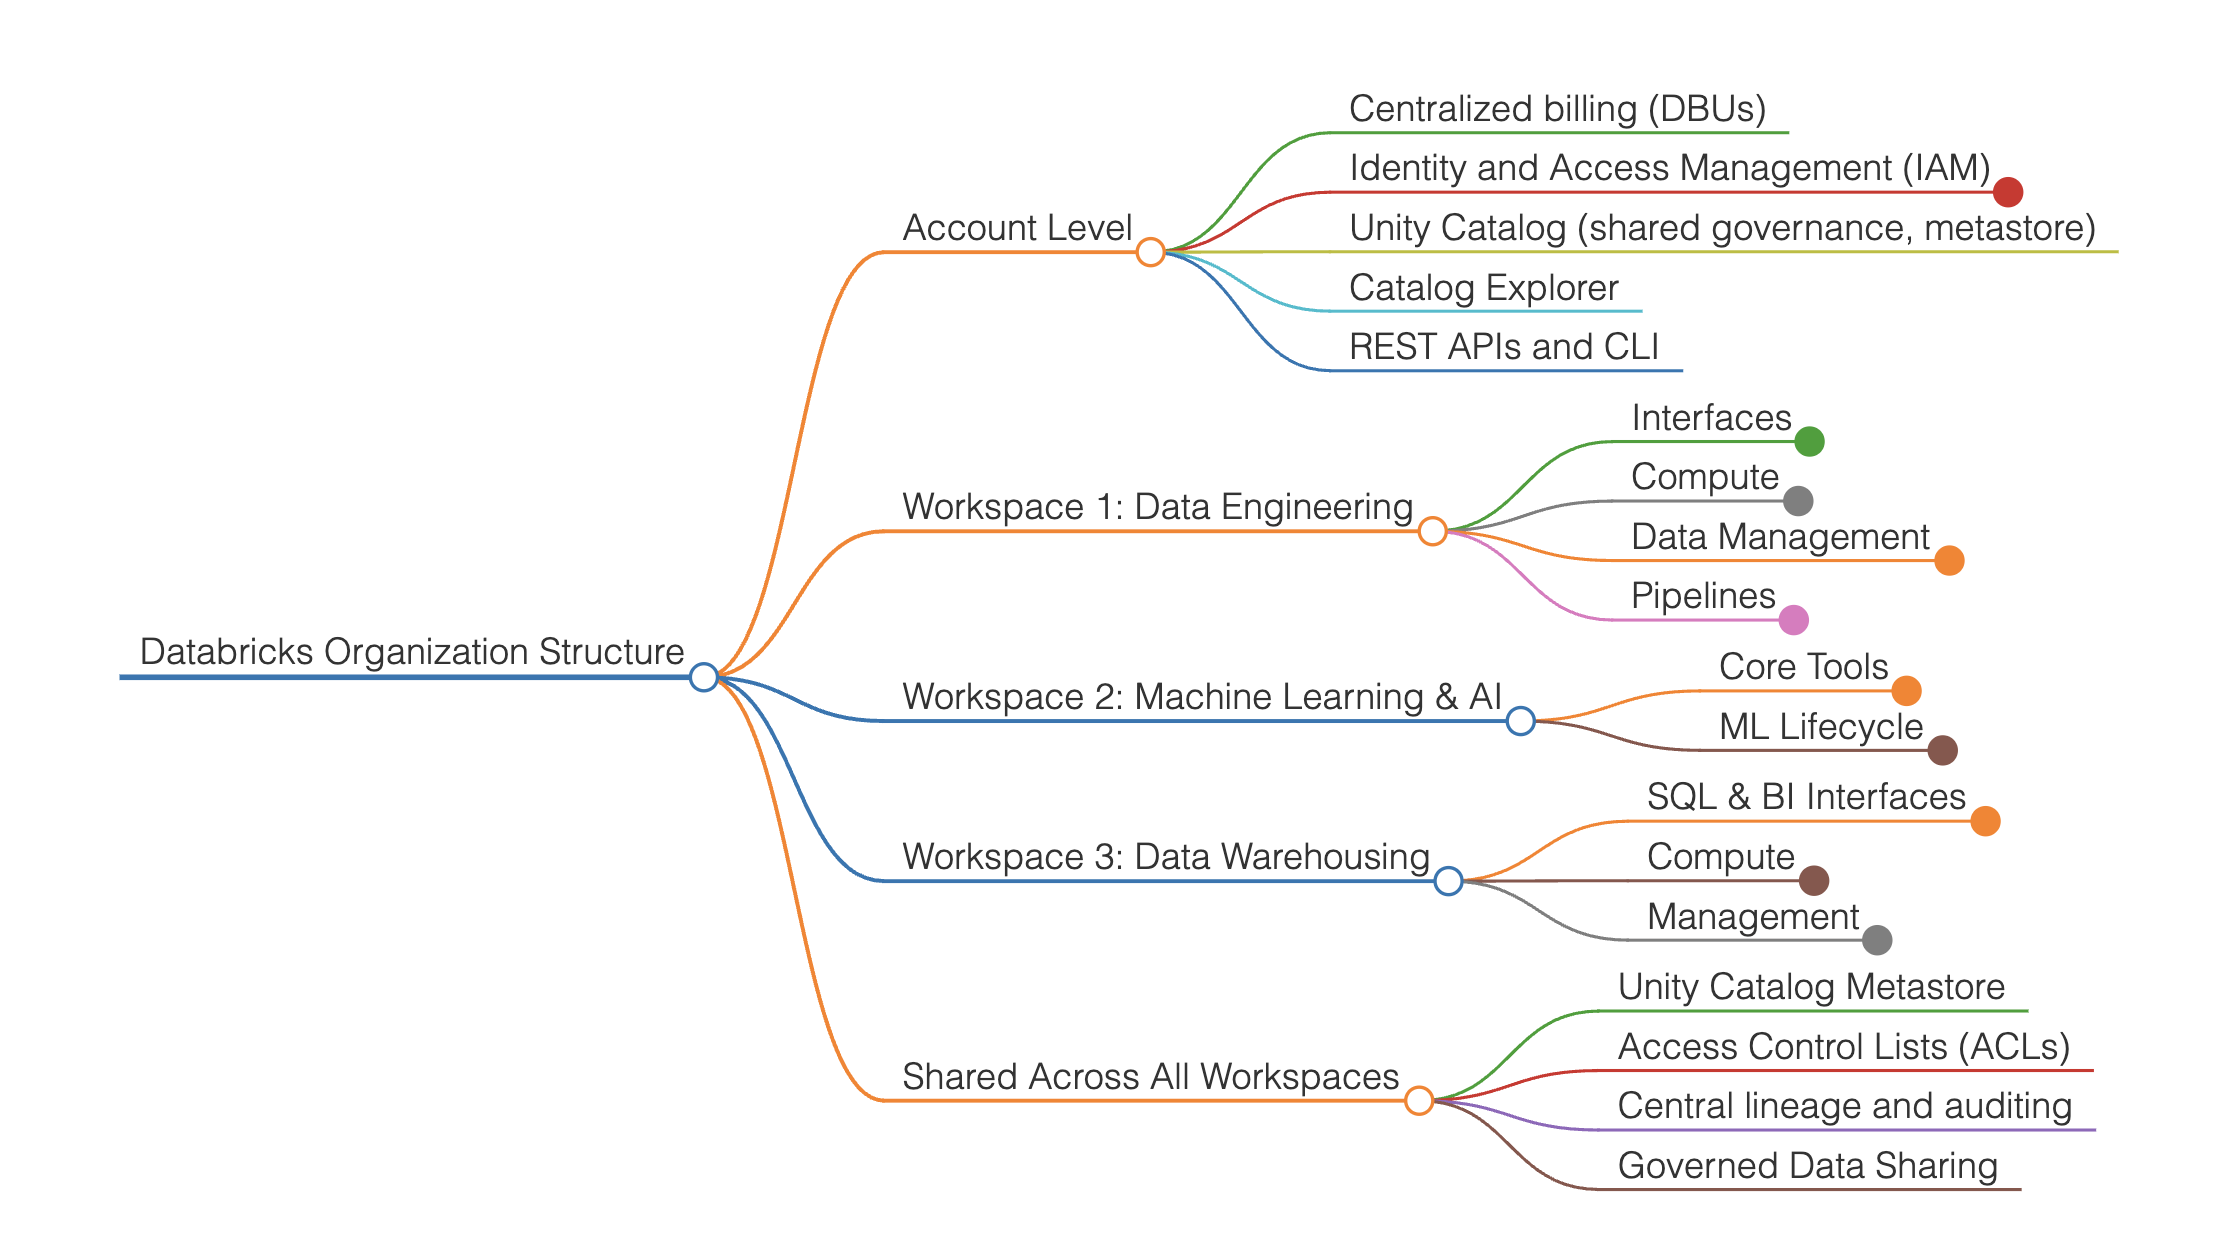 Databricks Organization Structure
Account Level
Centralized billing (DBUs)
Identity and Access Management (IAM)
Unity Catalog (shared governance, metastore)
Catalog Explorer
REST APIs and CLI
Workspace 1: Data Engineering
Interfaces
Compute
Data Management
Pipelines
Workspace 2: Machine Learning & AI
Core Tools
ML Lifecycle
Workspace 3: Data Warehousing
SQL & BI Interfaces
Compute
Management
Shared Across All Workspaces
Unity Catalog Metastore
Access Control Lists (ACLs)
Central lineage and auditing
Governed Data Sharing